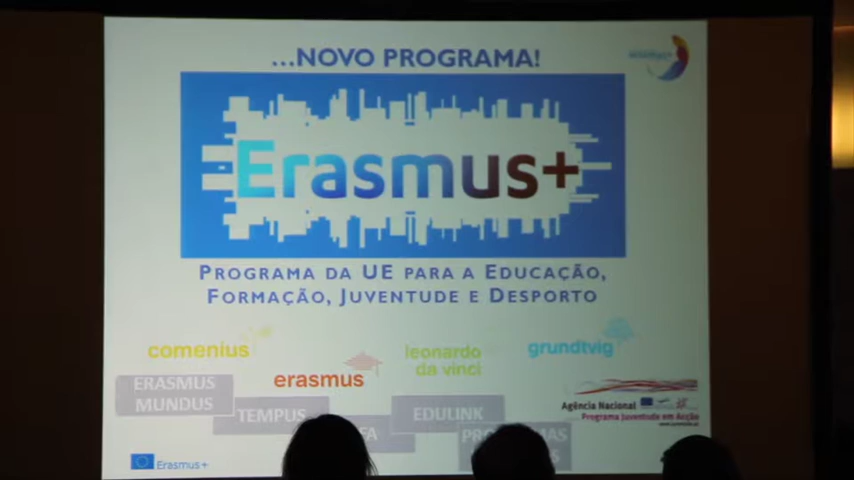 ...NOVO PROGRAMA!
Erasmus+
PROGRAMA DA UE PARA A EDUCAÇÃO,
FORMAÇÃO, JUVENTUDE E DESPORTO
comenius
erasmus
leonardo
da vinci
grundtvig
ERASMUS
MUNDUS
TEMPUS
EDULINK
Agência Nacional
Programa Juventude em Acção
Erasmus+